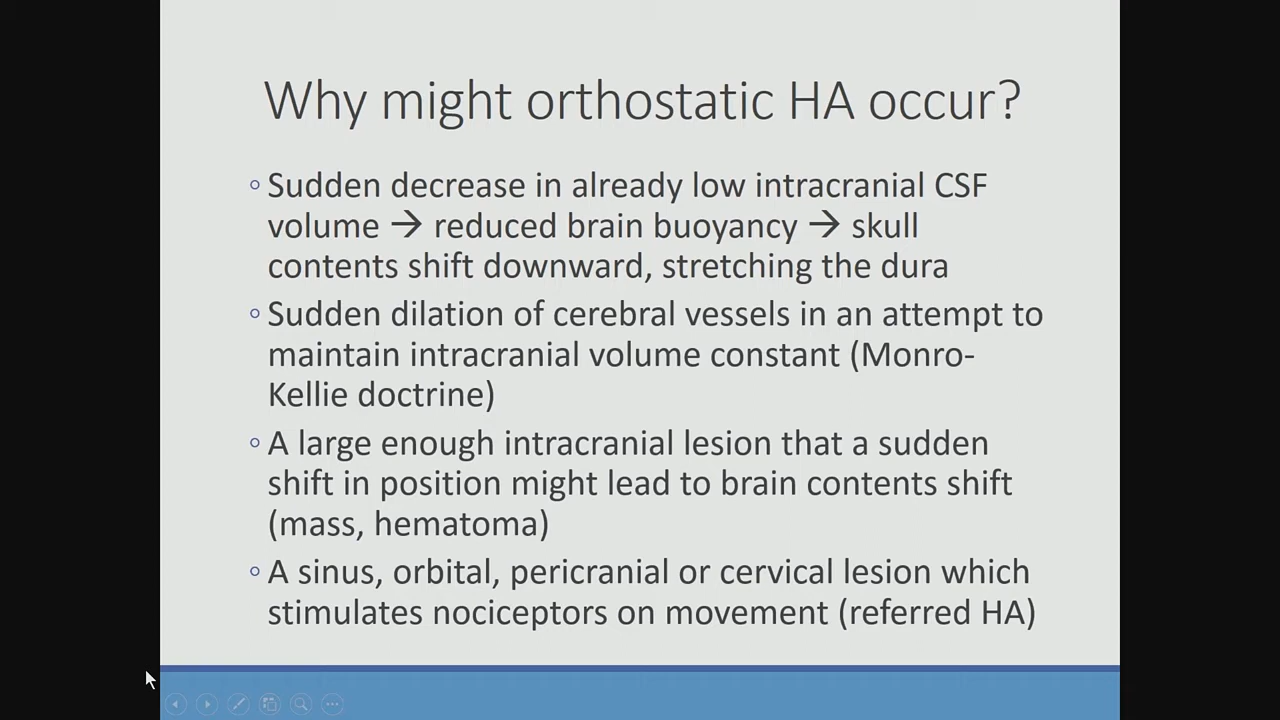 Why might orthostatic HA occur?
◦ Sudden decrease in already low intracranial CSF
volume → reduced brain buoyancy → skull
contents shift downward, stretching the dura
◦ Sudden dilation of cerebral vessels in an attempt to
maintain intracranial volume constant (Monro-
Kellie doctrine)
◦ A large enough intracranial lesion that a sudden
shift in position might lead to brain contents shift
(mass, hematoma)
◦ A sinus, orbital, pericranial or cervical lesion which
stimulates nociceptors on movement (referred HA)